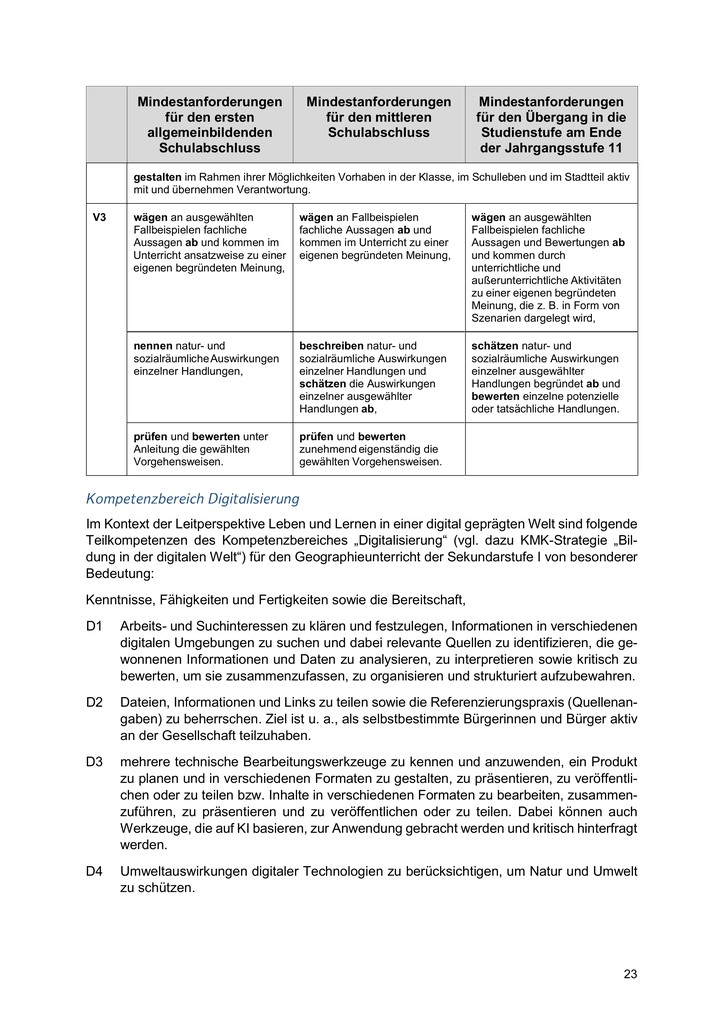 Mindestanforderungen
für den ersten
allgemeinbildenden
Schulabschluss
Mindestanforderungen
für den mittleren
Schulabschluss
Mindestanforderungen
für den Übergang in die
Studienstufe am Ende
der Jahrgangsstufe 11
gestalten im Rahmen ihrer Möglichkeiten Vorhaben in der Klasse, im Schulleben und im Stadtteil aktiv
mit und übernehmen Verantwortung.
V3
wägen an ausgewählten
Fallbeispielen fachliche
Aussagen ab und kommen im
Unterricht ansatzweise zu einer
eigenen begründeten Meinung,
wägen an Fallbeispielen
fachliche Aussagen ab und
kommen im Unterricht zu einer
eigenen begründeten Meinung,
wägen an ausgewählten
Fallbeispielen fachliche
Aussagen und Bewertungen ab
und kommen durch
unterrichtliche und
außerunterrichtliche Aktivitäten
zu einer eigenen begründeten
Meinung, die z. B. in Form von
Szenarien dargelegt wird,
nennen natur- und
sozialräumliche Auswirkungen
einzelner Handlungen,
beschreiben natur- und
sozialräumliche Auswirkungen
einzelner Handlungen und
schätzen die Auswirkungen
einzelner ausgewählter
Handlungen ab,
schätzen natur- und
sozialräumliche Auswirkungen
einzelner ausgewählter
Handlungen begründet ab und
bewerten einzelne potenzielle
oder tatsächliche Handlungen.
prüfen und bewerten unter
Anleitung die gewählten
Vorgehensweisen.
prüfen und bewerten
zunehmend eigenständig die
gewählten Vorgehensweisen.
Kompetenzbereich Digitalisierung
Im Kontext der Leitperspektive Leben und Lernen in einer digital geprägten Welt sind folgende
Teilkompetenzen des Kompetenzbereiches „Digitalisierung“ (vgl. dazu KMK-Strategie „Bil-
dung in der digitalen Welt“) für den Geographieunterricht der Sekundarstufe I von besonderer
Bedeutung:
Kenntnisse, Fähigkeiten und Fertigkeiten sowie die Bereitschaft,
D1 Arbeits- und Suchinteressen zu klären und festzulegen, Informationen in verschiedenen
digitalen Umgebungen zu suchen und dabei relevante Quellen zu identifizieren, die ge-
wonnenen Informationen und Daten zu analysieren, zu interpretieren sowie kritisch zu
bewerten, um sie zusammenzufassen, zu organisieren und strukturiert aufzubewahren.
D2 Dateien, Informationen und Links zu teilen sowie die Referenzierungspraxis (Quellenan-
gaben) zu beherrschen. Ziel ist u. a., als selbstbestimmte Bürgerinnen und Bürger aktiv
an der Gesellschaft teilzuhaben.
D3 mehrere technische Bearbeitungswerkzeuge zu kennen und anzuwenden, ein Produkt
zu planen und in verschiedenen Formaten zu gestalten, zu präsentieren, zu veröffentli-
chen oder zu teilen bzw. Inhalte in verschiedenen Formaten zu bearbeiten, zusammen-
zuführen, zu präsentieren und zu veröffentlichen oder zu teilen. Dabei können auch
Werkzeuge, die auf KI basieren, zur Anwendung gebracht werden und kritisch hinterfragt
werden.
D4 Umweltauswirkungen digitaler Technologien zu berücksichtigen, um Natur und Umwelt
zu schützen.
23